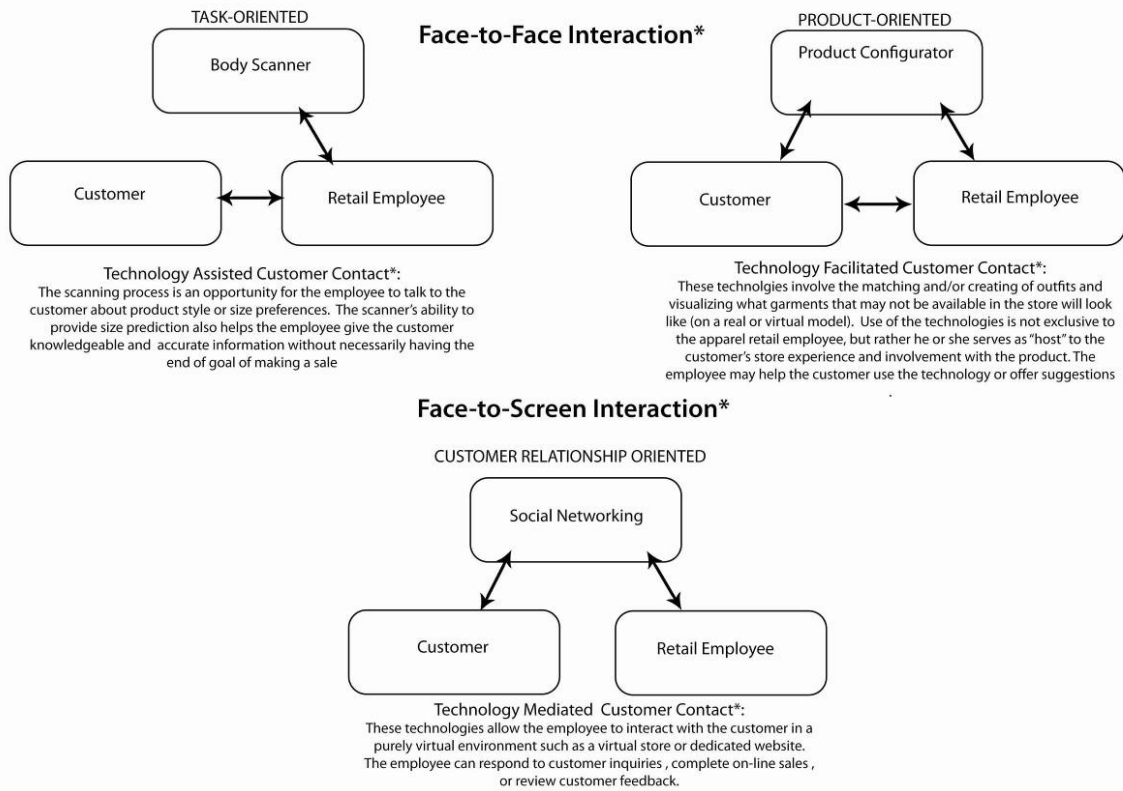 TASK-ORIENTED
Face-to-Face Interaction*
PRODUCT-ORIENTED
Body Scanner
Customer
Retail Employee
Product Configurator
Customer
Retail Employee
Technology Assisted Customer Contact*:
The scanning process is an opportunity for the employee to talk to the
customer about product style or size preferences.  The scanner's ability to
provide size prediction also helps the employee give the customer
knowledgeable and  accurate information without necessarily having the
end of goal of making a sale
Technology Facilitated Customer Contact*:
These technolgies involve the matching and/or creating of outfits and
visualizing what garments that may not be available in the store will look
like (on a real or virtual model).  Use of the technologies is not exclusive to
the apparel retail employee, but rather he or she serves as "host" to the
customer's store experience and involvement with the product. The
employee may help the customer use the technology or offer suggestions
.
Face-to-Screen Interaction*
CUSTOMER RELATIONSHIP ORIENTED
Social Networking
Customer
Retail Employee
Technology Mediated  Customer Contact*:
These technologies allow the employee to interact with the customer in a
purely virtual environment such as a virtual store or dedicated website.
The employee can respond to customer inquiries , complete on-line sales ,
or review customer feedback.